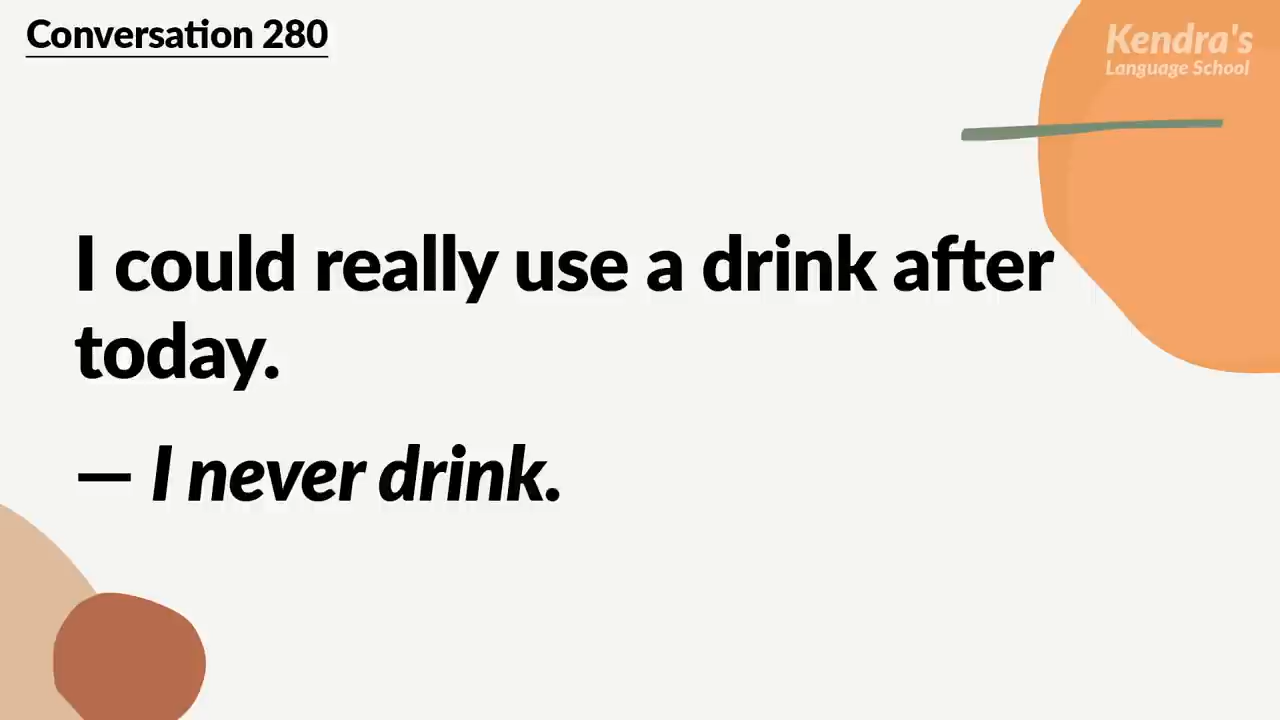 Conversation 280
Kendra's
Language School
I could really use a drink after
today.
— I never drink.